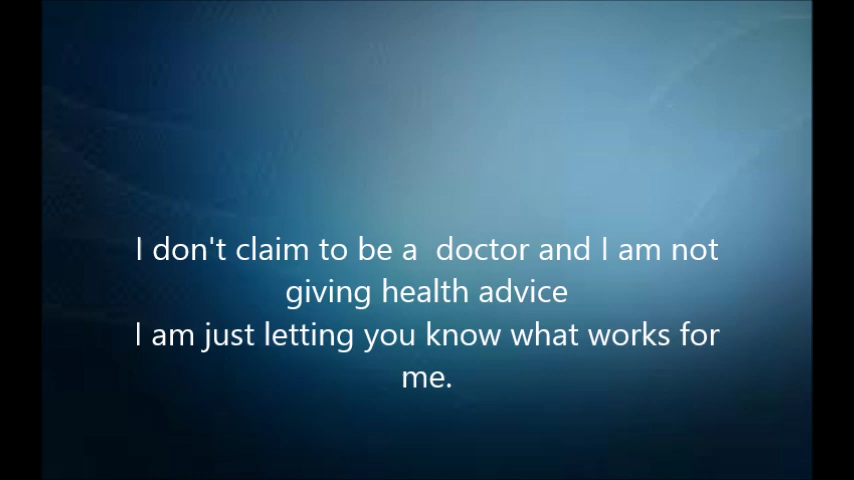 I don't claim to be a  doctor and I am not
giving health advice
I am just letting you know what works for
me.